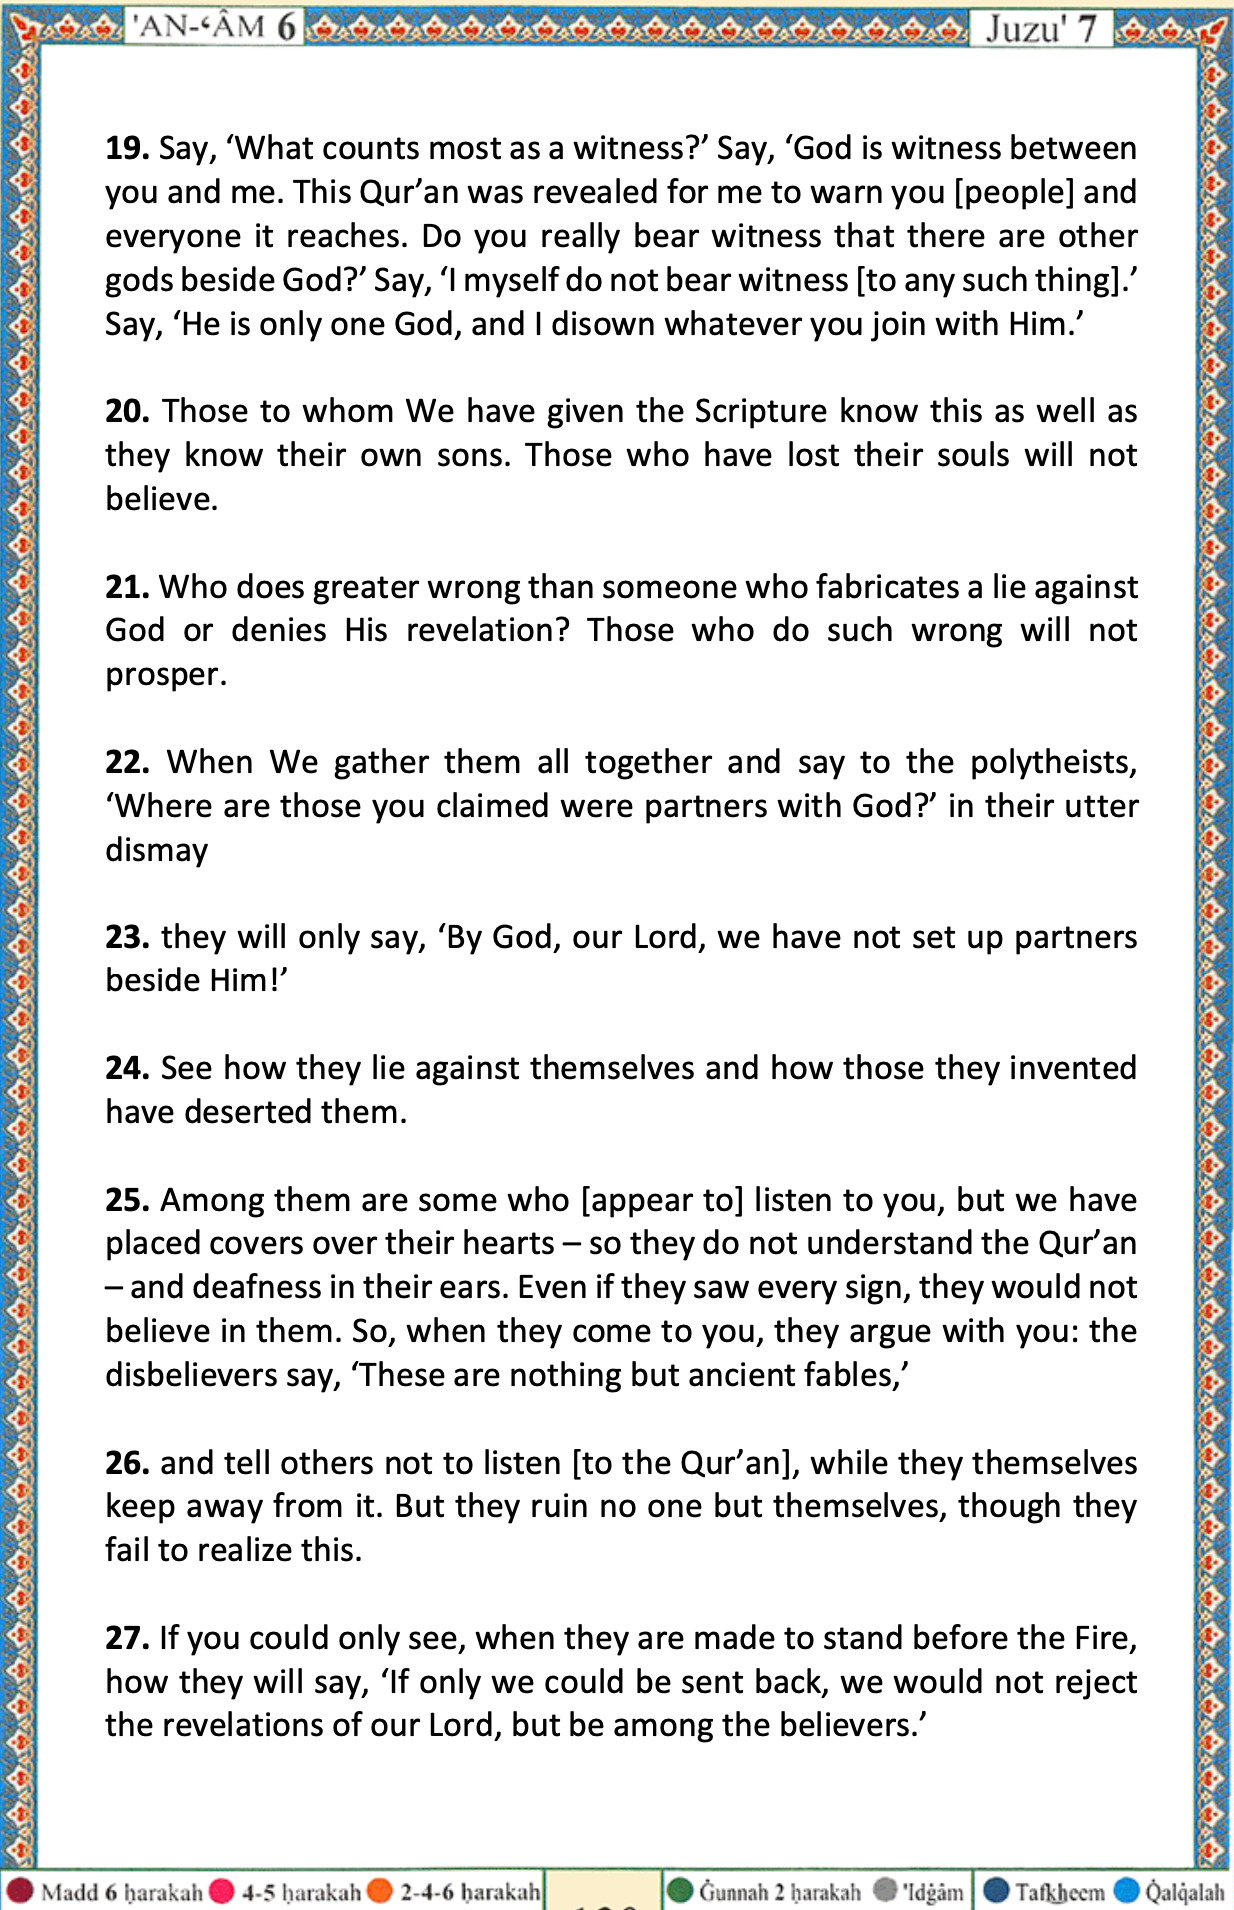 'AN-‘ÂM 6
Juzu' 7
19. Say, ‘What counts most as a witness?’ Say, ‘God is witness between
you and me. This Qur’an was revealed for me to warn you [people] and
everyone it reaches. Do you really bear witness that there are other
gods beside God?’ Say, ‘I myself do not bear witness [to any such thing].’
Say, ‘He is only one God, and I disown whatever you join with Him.’
20. Those to whom We have given the Scripture know this as well as
they know their own sons. Those who have lost their souls will not
believe.
21. Who does greater wrong than someone who fabricates a lie against
God or denies His revelation? Those who do such wrong will not
prosper.
22. When We gather them all together and say to the polytheists,
‘Where are those you claimed were partners with God?’ in their utter
dismay
23. they will only say, ‘By God, our Lord, we have not set up partners
beside Him!’
24. See how they lie against themselves and how those they invented
have deserted them.
25. Among them are some who [appear to] listen to you, but we have
placed covers over their hearts – so they do not understand the Qur’an
– and deafness in their ears. Even if they saw every sign, they would not
believe in them. So, when they come to you, they argue with you: the
disbelievers say, ‘These are nothing but ancient fables,’
26. and tell others not to listen [to the Qur’an], while they themselves
keep away from it. But they ruin no one but themselves, though they
fail to realize this.
27. If you could only see, when they are made to stand before the Fire,
how they will say, ‘If only we could be sent back, we would not reject
the revelations of our Lord, but be among the believers.’
Madd 6 ḥarakah 4-5 ḥarakah 2-4-6 ḥarakah
Ġunnah 2 ḥarakah 'Idġâm Tafkheem Q̇alq̇alah